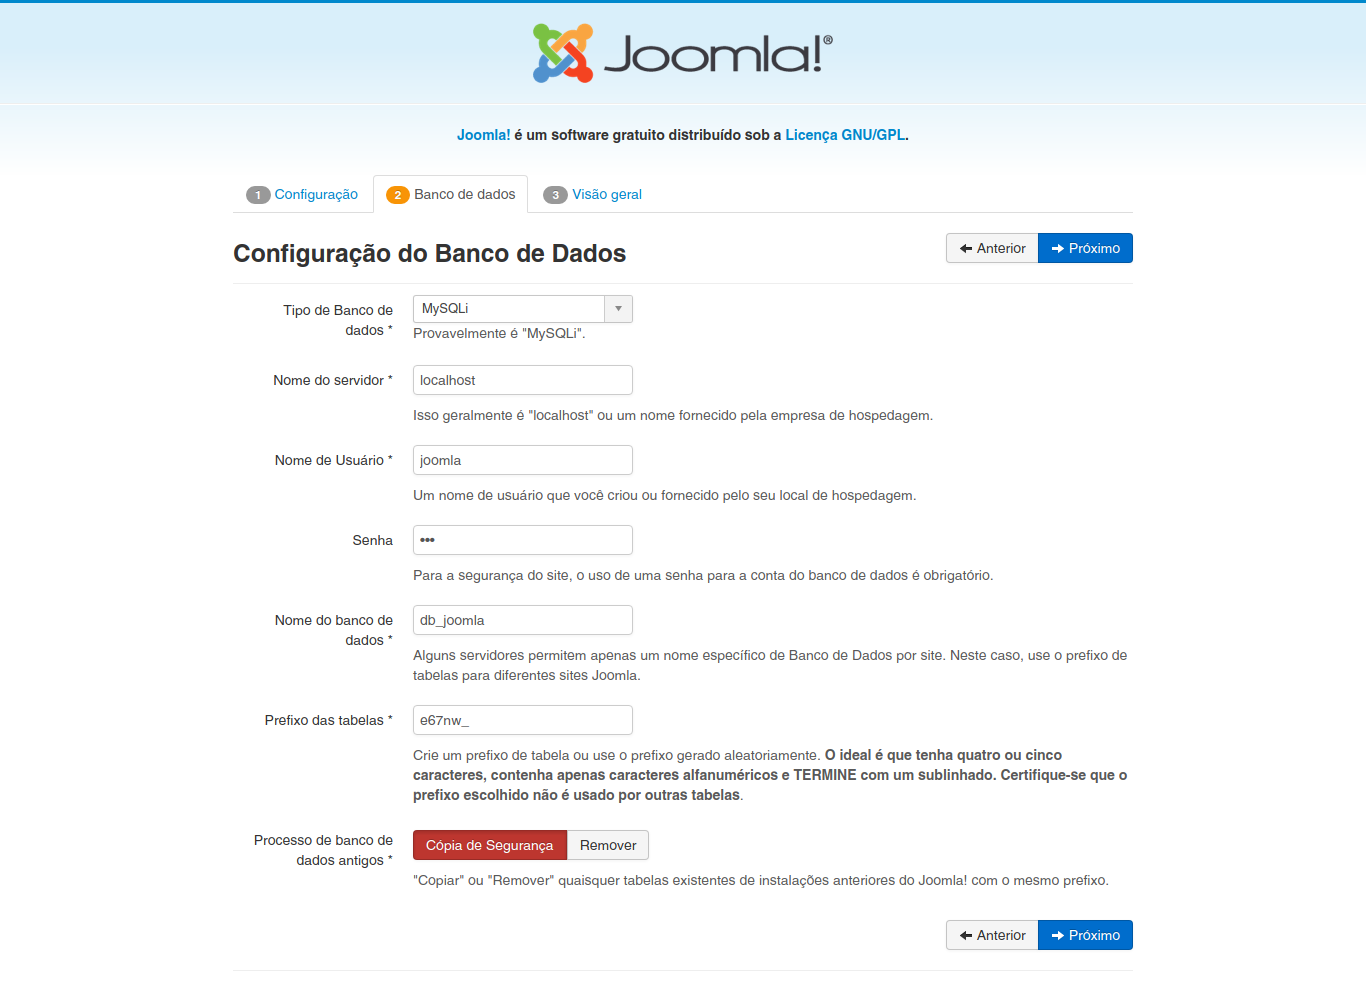 Joomla!®
Joomla! é um software gratuito distribuído sob a Licença GNU/GPL.
1 Configuração 2 Banco de dados 3 Visão geral
Configuração do Banco de Dados
Anterior Próximo
Tipo de Banco de
dados *
MySQLi
Provavelmente é "MySQLi".
Nome do servidor *
localhost
Isso geralmente é "localhost" ou um nome fornecido pela empresa de hospedagem.
Nome de Usuário *
joomla
Um nome de usuário que você criou ou fornecido pelo seu local de hospedagem.
Senha
•••
Para a segurança do site, o uso de uma senha para a conta do banco de dados é obrigatório.
Nome do banco de
dados *
db_joomla
Alguns servidores permitem apenas um nome específico de Banco de Dados por site. Neste caso, use o prefixo de
tabelas para diferentes sites Joomla.
Prefixo das tabelas *
e67nw_
Crie um prefixo de tabela ou use o prefixo gerado aleatoriamente. O ideal é que tenha quatro ou cinco
caracteres, contenha apenas caracteres alfanuméricos e TERMINE com um sublinhado. Certifique-se que o
prefixo escolhido não é usado por outras tabelas.
Processo de banco de
dados antigos *
Cópia de Segurança Remover
"Copiar" ou "Remover" quaisquer tabelas existentes de instalações anteriores do Joomla! com o mesmo prefixo.
Anterior Próximo